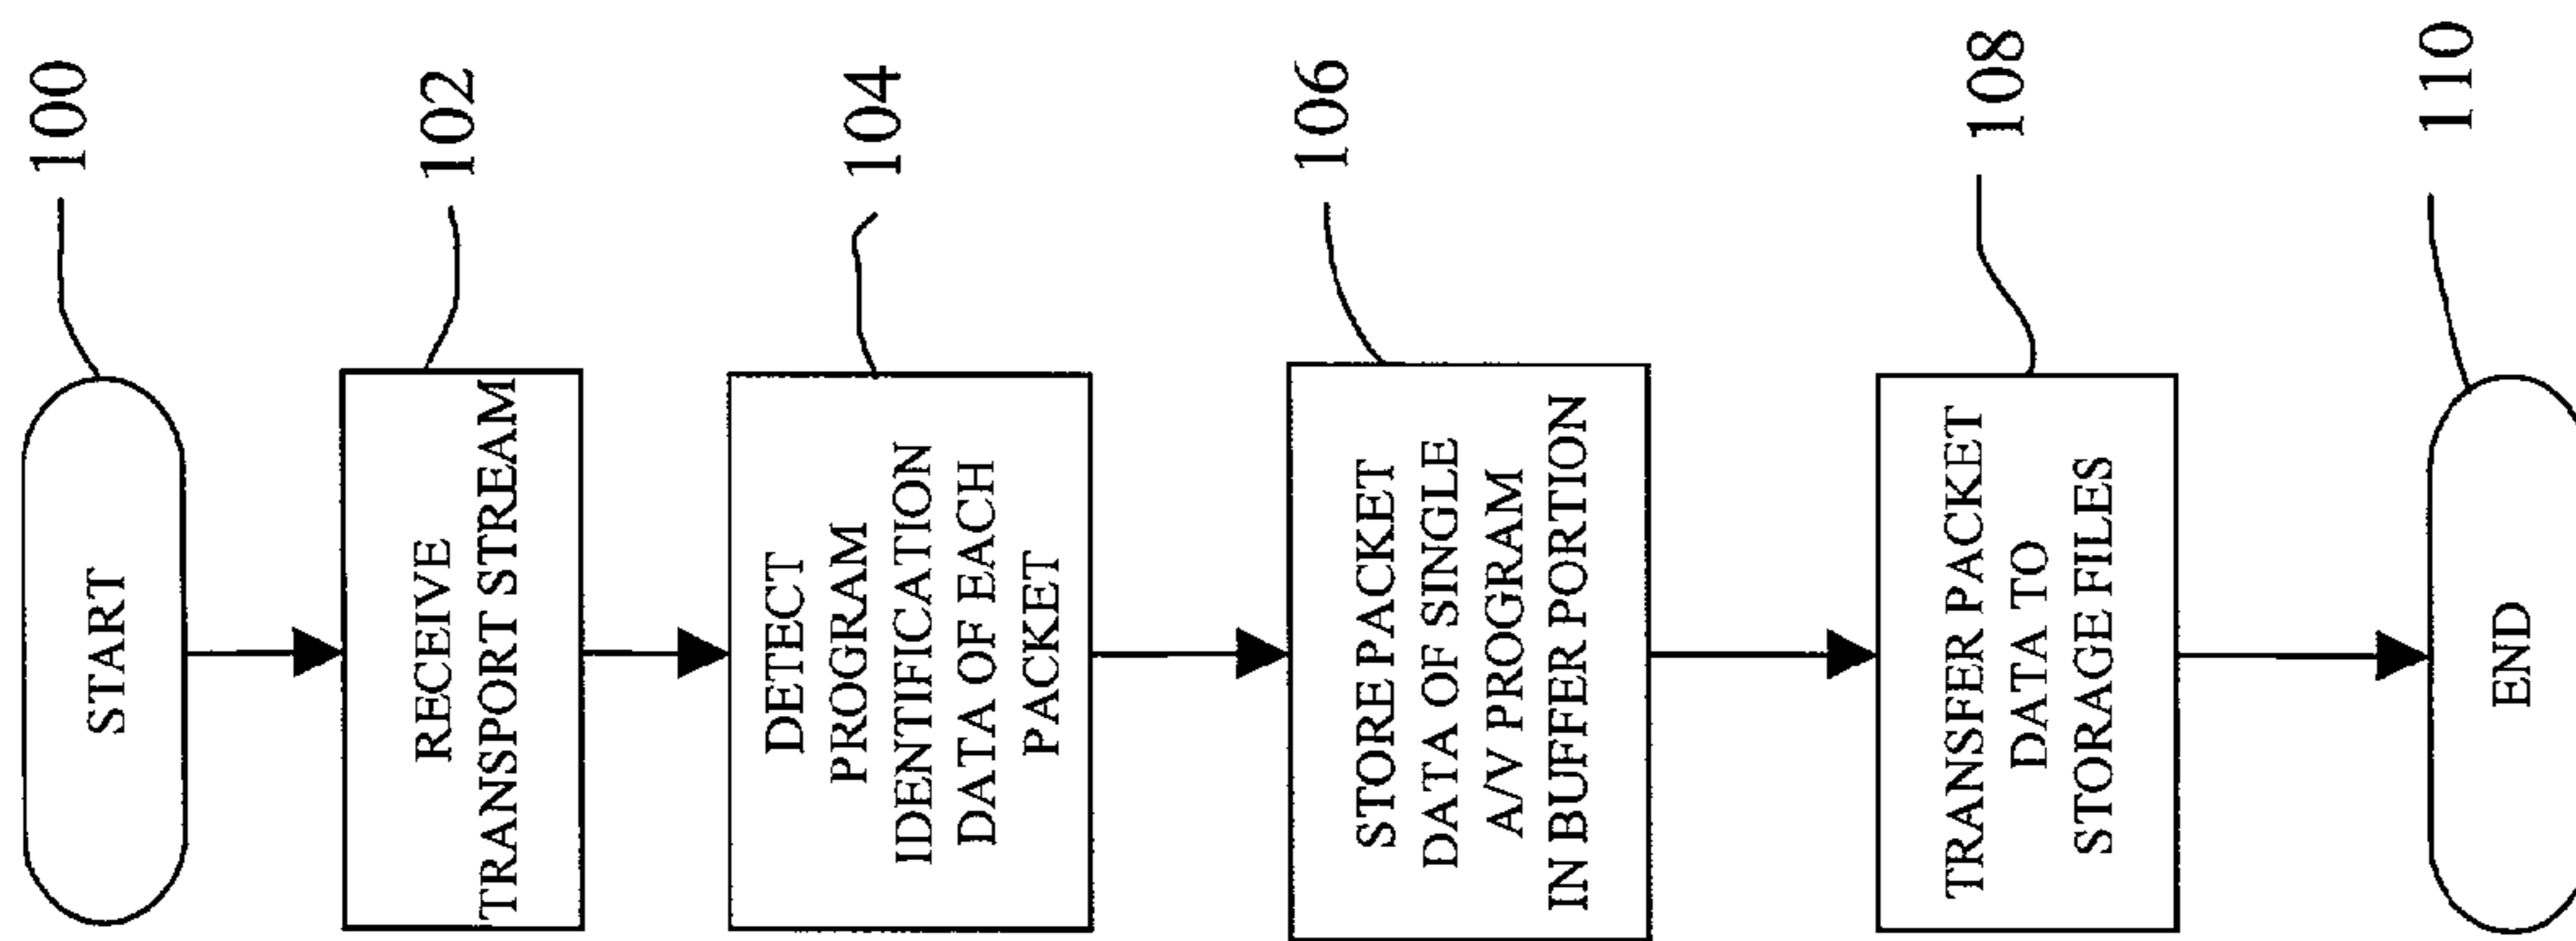 START
100
RECEIVE
TRANSPORT STREAM
102
DETECT
PROGRAM
IDENTIFICATION
DATA OF EACH
PACKET
104
STORE PACKET
DATA OF SINGLE
A/V PROGRAM
IN BUFFER PORTION
106
TRANSFER PACKET
DATA TO
STORAGE FILES
108
END
110